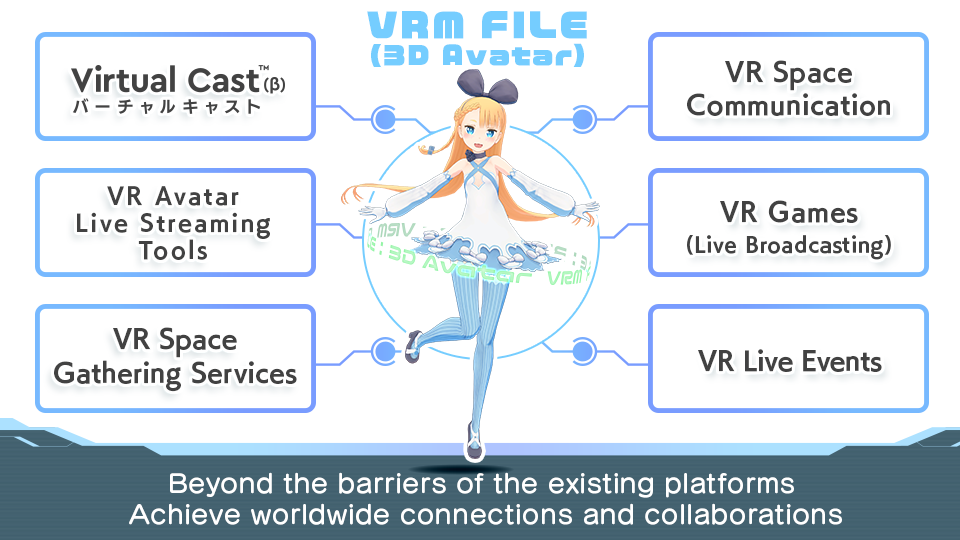 VRM FILE
(3D Avatar)
Virtual Cast™(β)
バーチャルキャスト
VR Avatar
Live Streaming
Tools
VR Space
Gathering Services
VR Space
Communication
VR Games
(Live Broadcasting)
VR Live Events
: 3D Avatar VRM
Beyond the barriers of the existing platforms
Achieve worldwide connections and collaborations